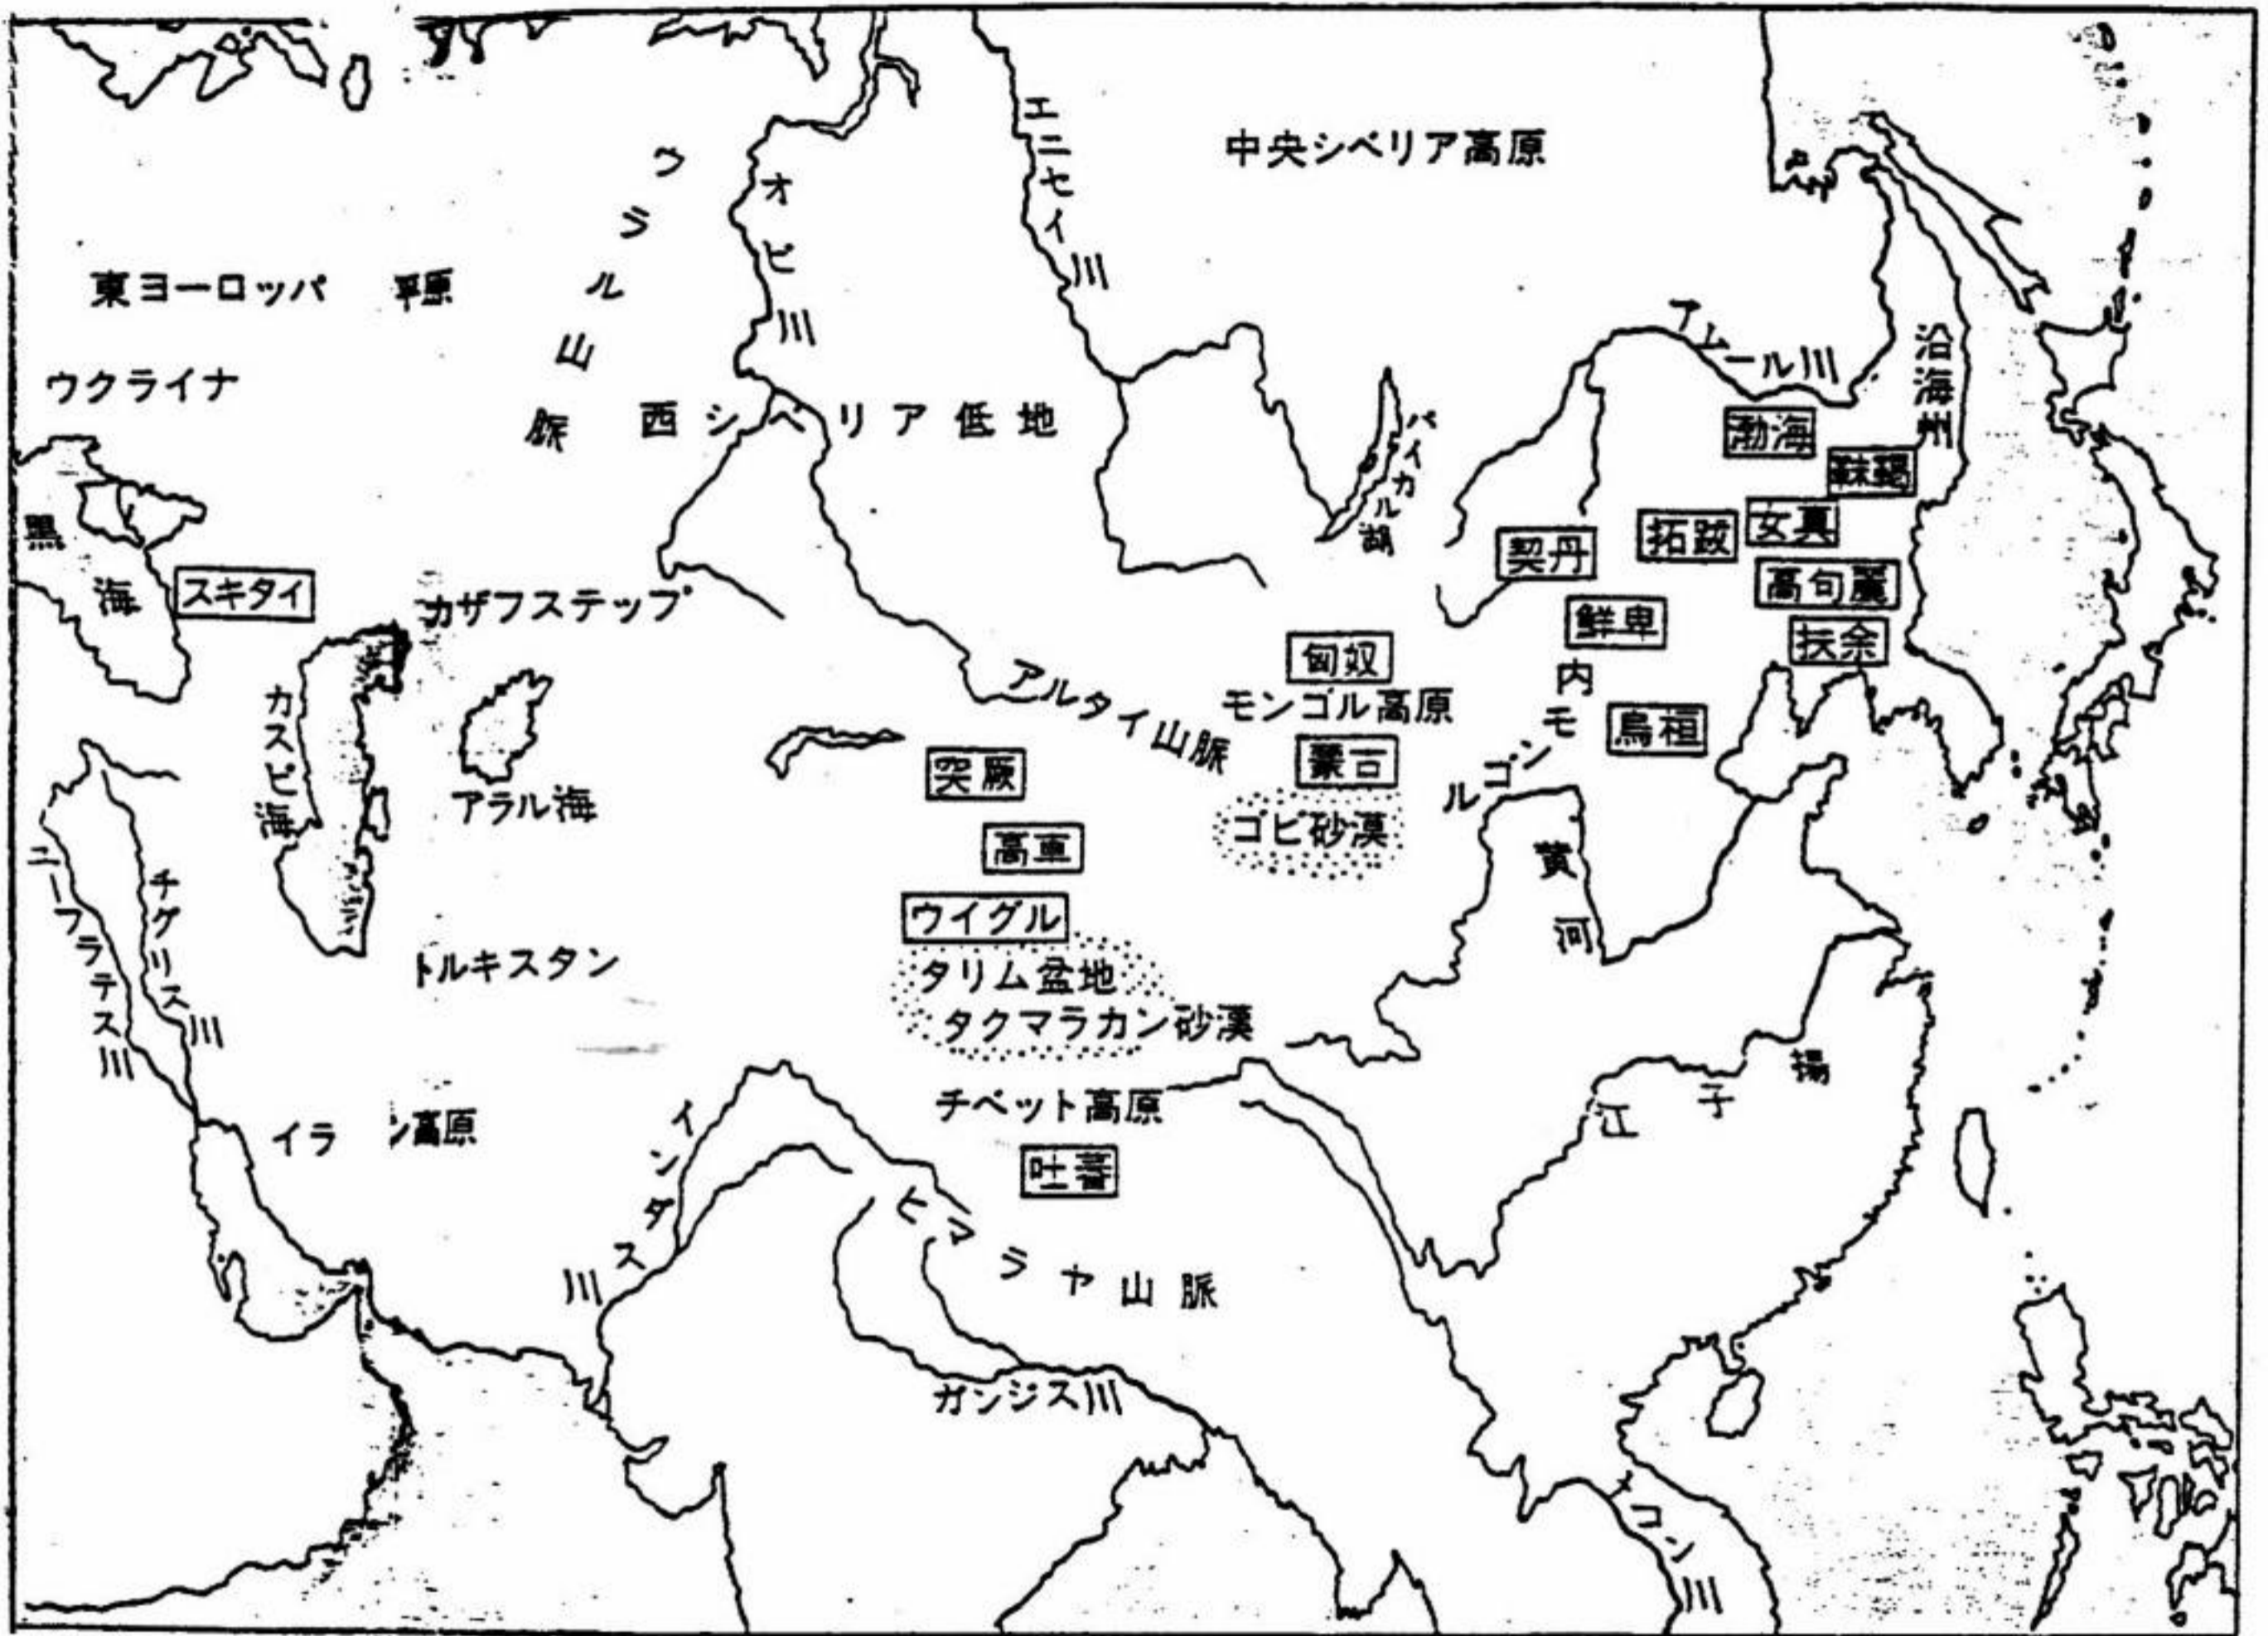 中央シベリア高原
エニセイ川
オビ川
ウラル山脈
東ヨーロッパ平原
ウクライナ
西シベリア低地
アムール川
沿海州
バイカル湖
渤海
靺鞨
女真
拓跋
契丹
高句麗
鮮卑
扶余
黒海
スキタイ
カザフステップ
匈奴
モンゴル高原
アルタイ山脈
内モンゴル
烏桓
カスピ海
アラル海
突厥
蒙古
ゴビ砂漠
高車
黄河
ユーフラテス川
チグリス川
ウイグル
トルキスタン
タリム盆地
タクマラカン砂漠
チベット高原
揚子江
イラン高原
インダス川
吐蕃
ヒマラヤ山脈
ガンジス川
メコン川